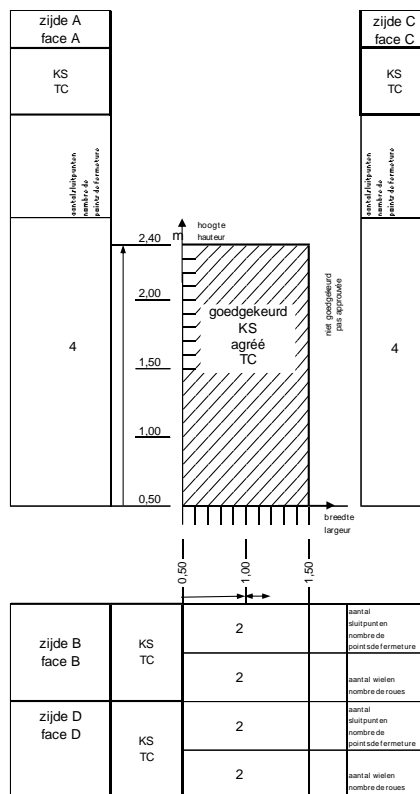 zijde A
face A
KS
TC
aantal sluitpunten
nombre de
points de fermeture
4
zijde C
face C
KS
TC
aantal sluitpunten
nombre de
points de fermeture
4
m
hoogte
hauteur
2,40
2,00
1,50
1,00
0,50
goedgekeurd
KS
agréé
TC
niet goedgekeurd
pas approuvée
breedte
largeur
0,50
1,00
1,50
zijde B
face B
KS
TC
2
aantal
sluitpunten
nombre de
points de fermeture
2
aantal wielen
nombre de roues
zijde D
face D
KS
TC
2
aantal
sluitpunten
nombre de
points de fermeture
2
aantal wielen
nombre de roues